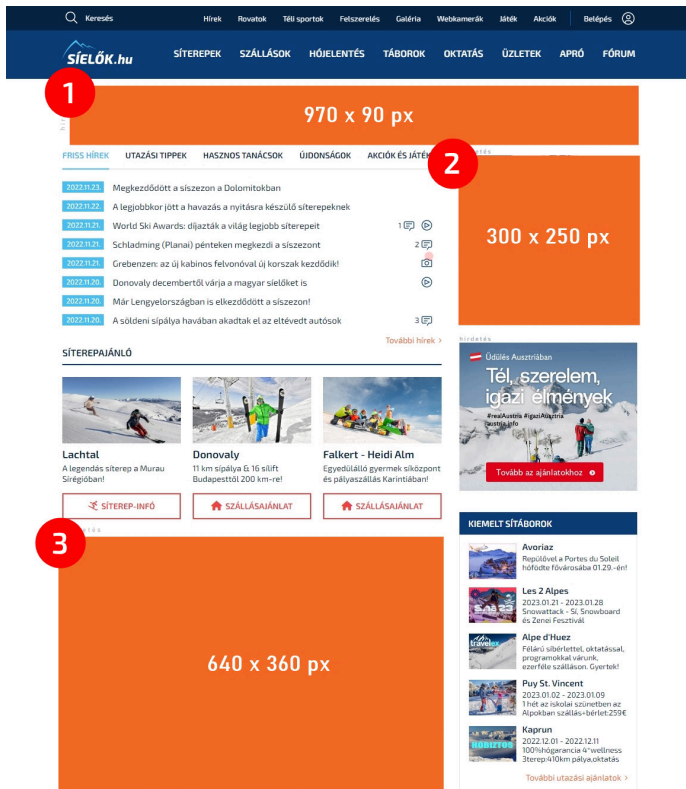 Keresés
Hírek Rovatok Téli sportok Felszerelés Galéria Webkamerák Játék Akciók Belépés
SÍELŐK.hu
SÍTEREPEK SZÁLLÁSOK HÓJELENTÉS TÁBOROK OKTATÁS ÜZLETEK APRÓ FÓRUM
1
970 x 90 px
FRISS HÍREK UTAZÁSI TIPPEK HASZNOS TANÁCSOK ÚJDONSÁGOK AKCIÓK ÉS JÁTÉK
2022.11.23. Megkezdődött a síszezon a Dolomitokban
2022.11.22. A legjobbkor jött a havazás a nyitásra készülő síterepeknek
2022.11.21. World Ski Awards: díjazták a világ legjobb síterepeit 1
2022.11.21. Schladming (Planai) pénteken megkezdi a síszezont 2
2022.11.21. Grebenzen: az új kabinos felvonóval új korszak kezdődik!
2022.11.20. Donovaly decembertől várja a magyar síelőket is
2022.11.20. Már Lengyelországban is elkezdődött a síszezon!
2022.11.20. A söldeni sípálya havában akadtak el az eltévedt autósok 3
További hírek >
2
300 x 250 px
SÍTEREPAJÁNLÓ
Lachtal
A legendás síterep a Murau
Sírégióban!
SÍTEREP-INFÓ
Donovaly
11 km sípálya & 16 sílift
Budapesttől 200 km-re!
SZÁLLÁSAJÁNLAT
Falkert - Heidi Alm
Egyedülálló gyermek síközpont
és pályaszállás Karintiában!
SZÁLLÁSAJÁNLAT
hirdetés
Üdülés Ausztriában
Tél, szerelem,
igazi élmények
#realAustria #igaziAusztria
austria.info
Tovább az ajánlatokhoz
3
640 x 360 px
KIEMELT SÍTÁBOROK
Avoriaz
Repülővel a Portes du Soleil
hófödte fővárosába 01.29.-én!
Les 2 Alpes
2023.01.21 - 2023.01.28
Snowattack - Sí, Snowboard
és Zenei Fesztivál
travelex
Alpe d'Huez
Félárú síbérlettel, oktatással,
programokkal várunk,
ezerféle szálláson. Gyertek!
Puy St. Vincent
2023.01.02 - 2023.01.09
1 hét az iskolai szünetben az
Alpokban szállás+bérlet:259€
HÓBIZTOS
Kaprun
2022.12.01 - 2022.12.11
100%hógarancia 4*wellness
3terep:410km pálya,oktatás
További utazási ajánlatok >